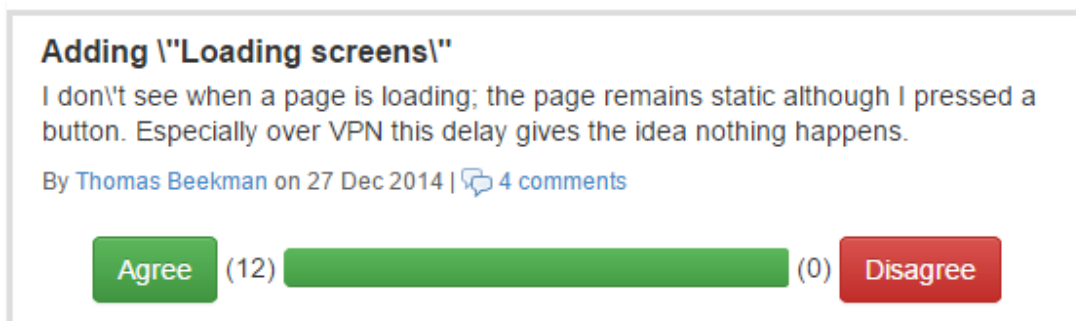 Adding \"Loading screens\"
I don\'t see when a page is loading; the page remains static although I pressed a
button. Especially over VPN this delay gives the idea nothing happens.
By Thomas Beekman on 27 Dec 2014 | 4 comments
Agree (12) (0) Disagree